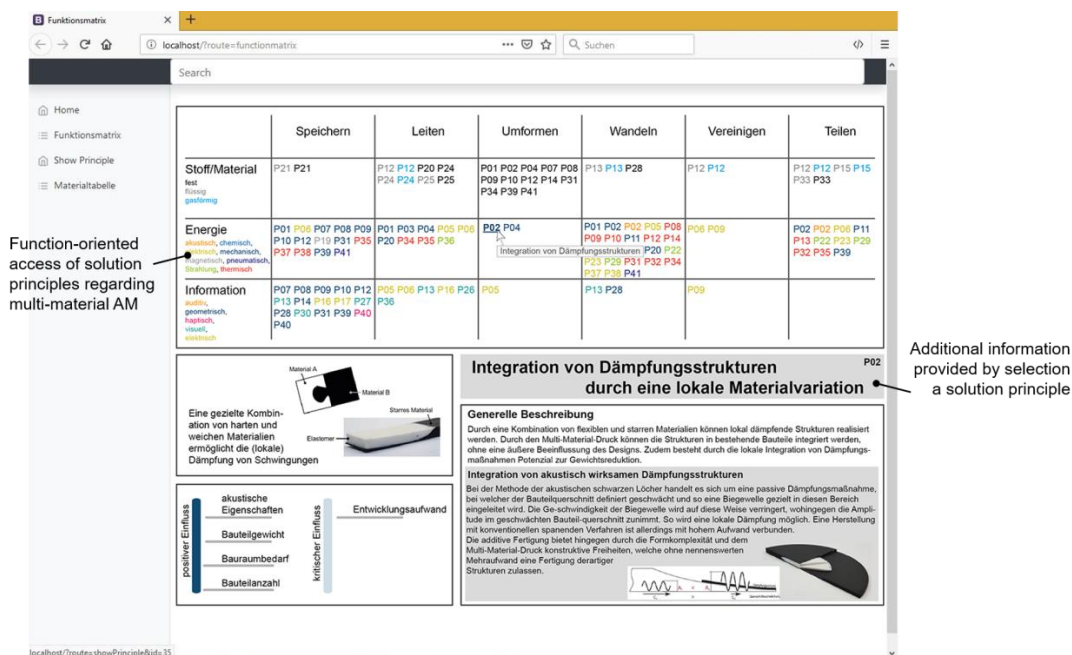 Funktionsmatrix
localhost/?route=functionmatrix
Suchen
Search
Home
Funktionsmatrix
Show Principle
Materialtabelle
Function-oriented
access of solution
principles regarding
multi-material AM
Speichern Leiten Umformen Wandeln Vereinigen Teilen
Stoff/Material
fest
flüssig
gasförmig
P21 P21
P12 P12 P20 P24
P24 P24 P25 P25
P01 P02 P04 P07 P08
P09 P10 P12 P14 P31
P34 P39 P41
P13 P13 P28
P12 P12
P12 P12 P15 P15
P33 P33
Energie
akustisch, chemisch,
elektrisch, mechanisch,
magnetisch, pneumatisch,
Strahlung, thermisch
P01 P06 P07 P08 P09
P10 P12 P19 P31 P35
P37 P38 P39 P41
P01 P03 P04 P05 P06
P20 P34 P35 P36
P02 P04
Integration von Dämpfungsstrukturen
P01 P02 P02 P05 P08
P09 P10 P11 P12 P14
P20 P22
P23 P29 P31 P32 P34
P37 P38 P41
P06 P09
P02 P02 P06 P11
P13 P22 P23 P29
P32 P35 P39
Information
auditiv,
geometrisch,
haptisch,
visuell,
elektrisch
P07 P08 P09 P10 P12
P13 P14 P16 P17 P27
P28 P30 P31 P39 P40
P40
P05 P06 P13 P16 P26
P36
P05
P13 P28
P09
Material A
Material B
Starres Material
Elastomer
Eine gezielte Kombin-
ation von harten und
weichen Materialien
ermöglicht die (lokale)
Dämpfung von Schwingungen
positiver Einfluss
akustische
Eigenschaften
Bauteilgewicht
Bauraumbedarf
Bauteilanzahl
kritischer Einfluss
Entwicklungsaufwand
Integration von Dämpfungsstrukturen
durch eine lokale Materialvariation
P02
Generelle Beschreibung
Durch eine Kombination von flexiblen und starren Materialien können lokal dämpfende Strukturen realisiert
werden. Durch den Multi-Material-Druck können die Strukturen in bestehende Bauteile integriert werden,
ohne eine äußere Beeinflussung des Designs. Zudem besteht durch die lokale Integration von Dämpfungs-
maßnahmen Potenzial zur Gewichtsreduktion.
Integration von akustisch wirksamen Dämpfungsstrukturen
Bei der Methode der akustischen schwarzen Löcher handelt es sich um eine passive Dämpfungsmaßnahme,
bei welcher der Bauteilquerschnitt definiert geschwächt und so eine Biegewelle gezielt in diesen Bereich
eingeleitet wird. Die Ge-schwindigkeit der Biegewelle wird auf diese Weise verringert, wohingegen die Ampli-
tude im geschwächten Bauteil-querschnitt zunimmt. So wird eine lokale Dämpfung möglich. Eine Herstellung
mit konventionellen spanenden Verfahren ist allerdings mit hohem Aufwand verbunden.
Die additive Fertigung bietet hingegen durch die Formkomplexität und dem
Multi-Material-Druck konstruktive Freiheiten, welche ohne nennenswerten
Mehraufwand eine Fertigung derartiger
Strukturen zulassen.
Additional information
provided by selection
a solution principle
localhost/?route=showPrinciple&id=35